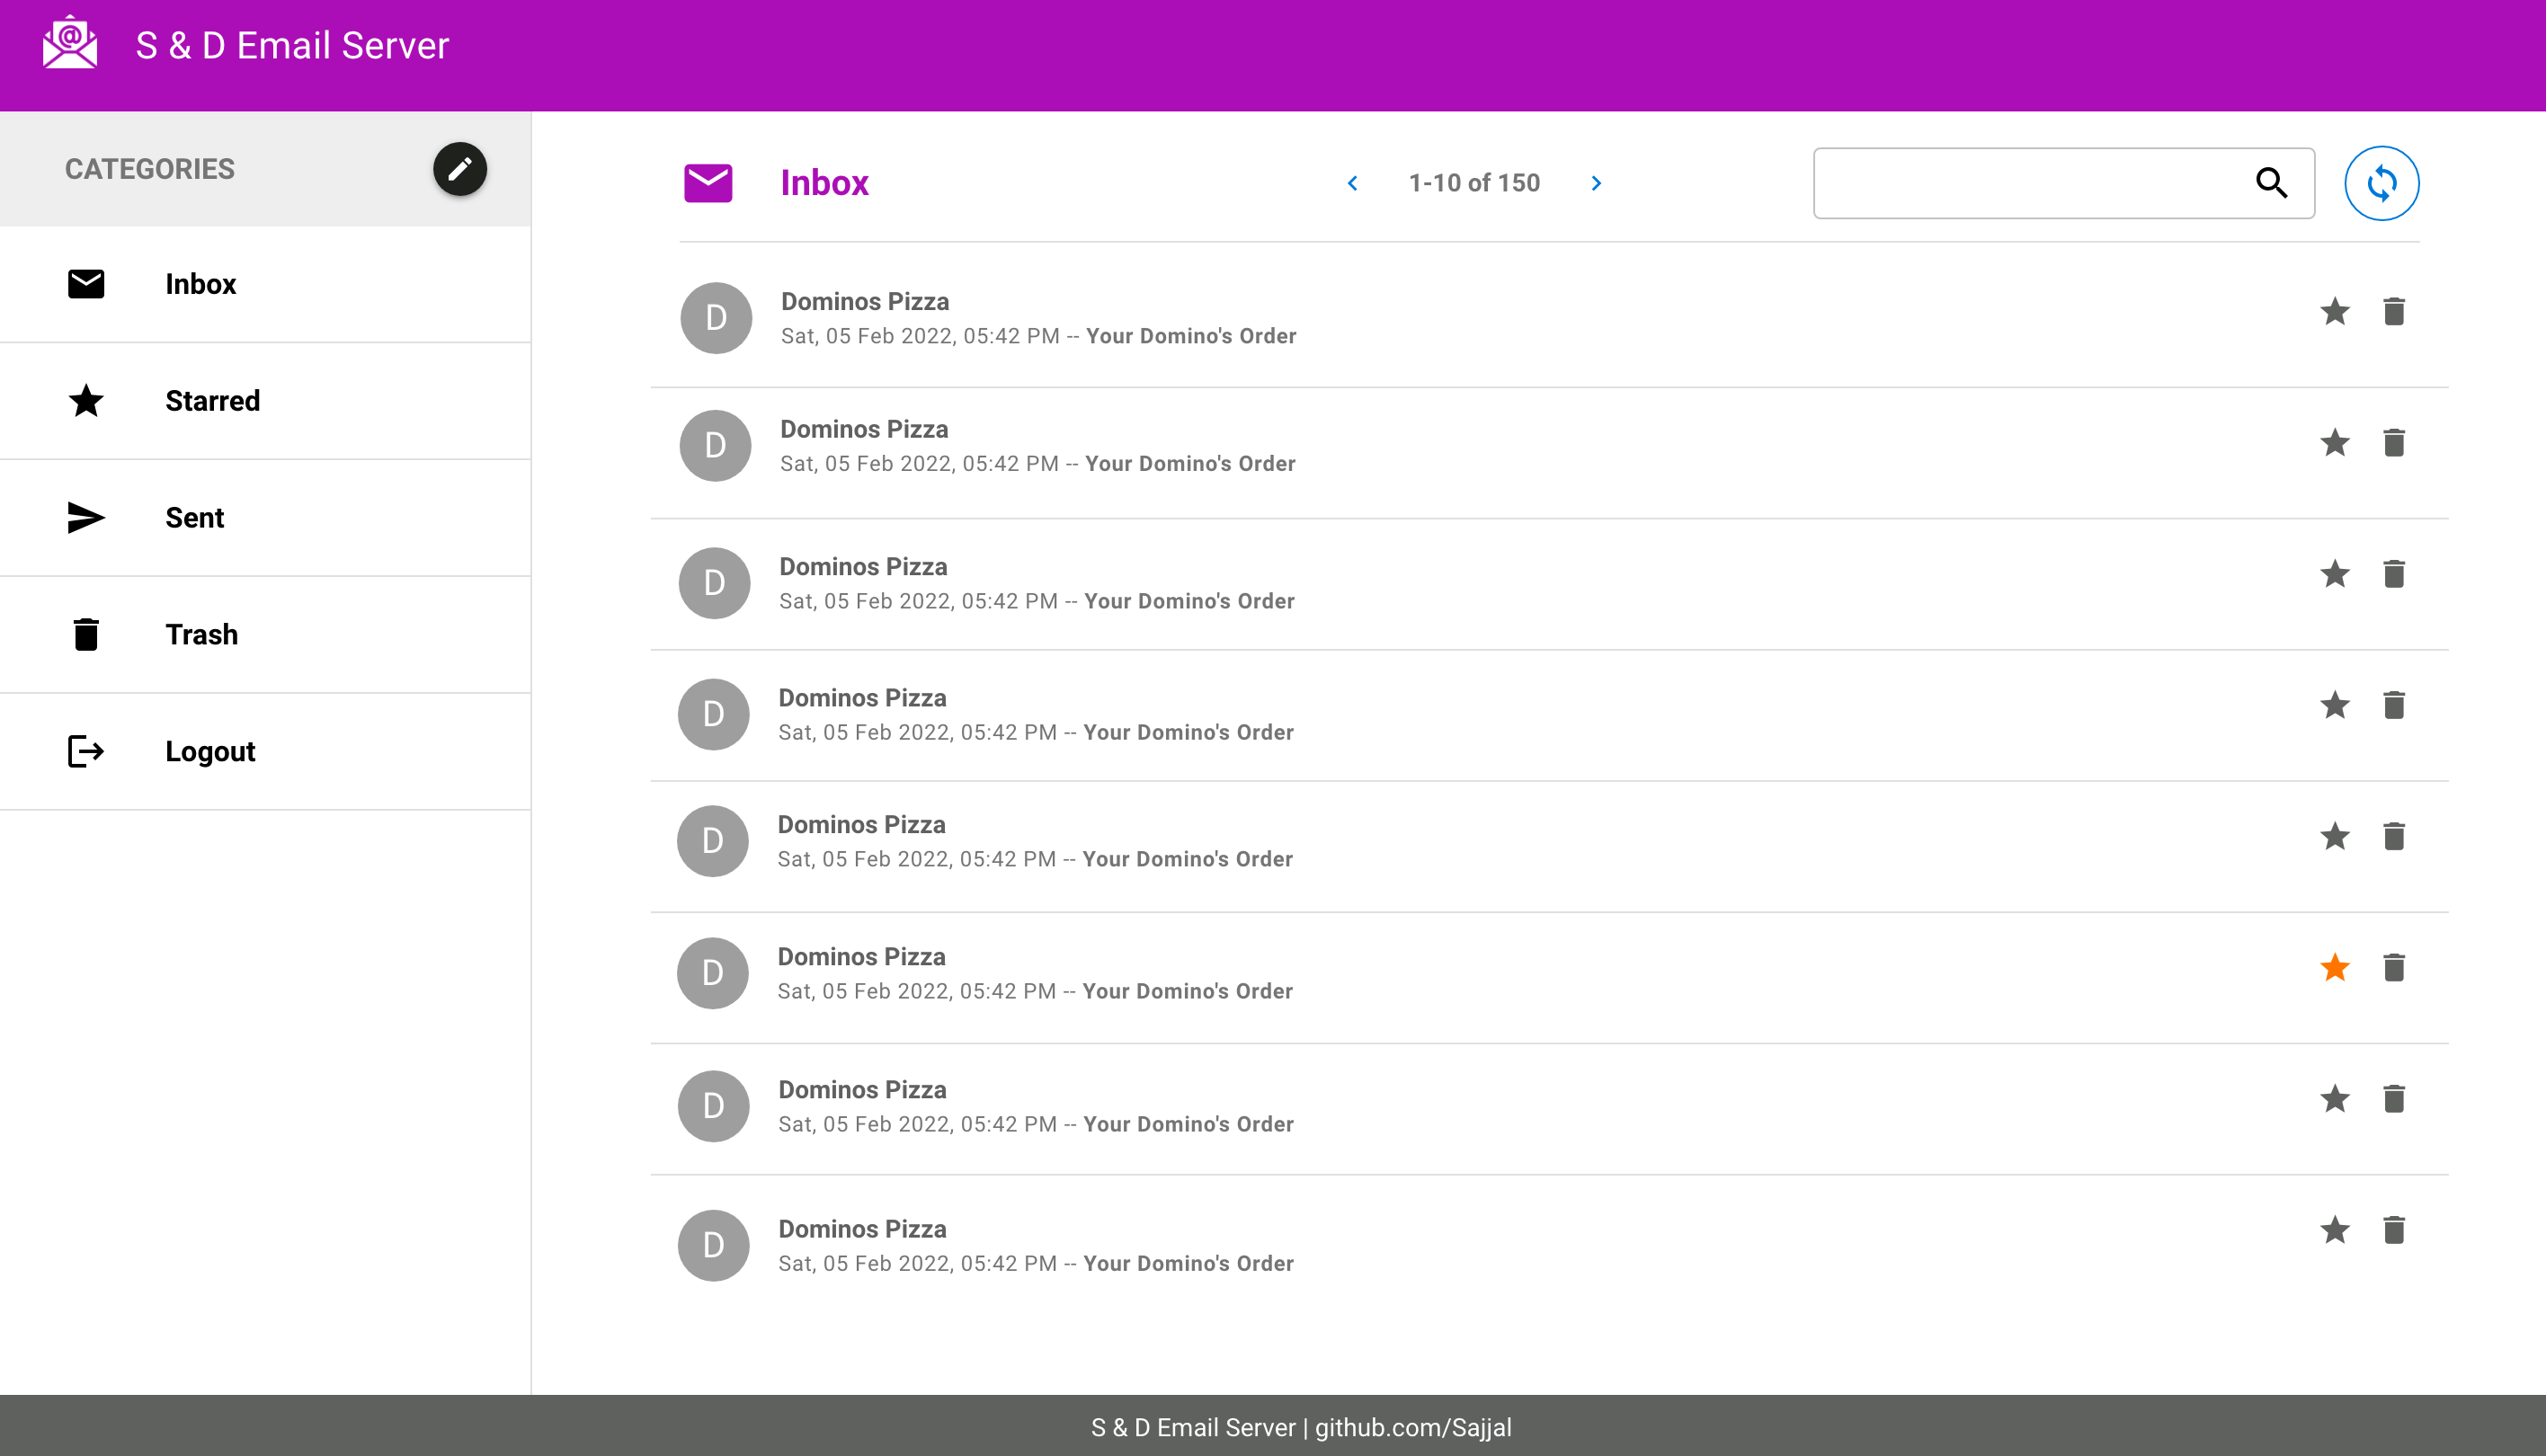 S & D Email Server
CATEGORIES
Inbox
Starred
Sent
Trash
Logout
Inbox
1-10 of 150
D
Dominos Pizza
Sat, 05 Feb 2022, 05:42 PM -- Your Domino's Order
D
Dominos Pizza
Sat, 05 Feb 2022, 05:42 PM -- Your Domino's Order
D
Dominos Pizza
Sat, 05 Feb 2022, 05:42 PM -- Your Domino's Order
D
Dominos Pizza
Sat, 05 Feb 2022, 05:42 PM -- Your Domino's Order
D
Dominos Pizza
Sat, 05 Feb 2022, 05:42 PM -- Your Domino's Order
D
Dominos Pizza
Sat, 05 Feb 2022, 05:42 PM -- Your Domino's Order
D
Dominos Pizza
Sat, 05 Feb 2022, 05:42 PM -- Your Domino's Order
D
Dominos Pizza
Sat, 05 Feb 2022, 05:42 PM -- Your Domino's Order
S & D Email Server | github.com/Sajjal